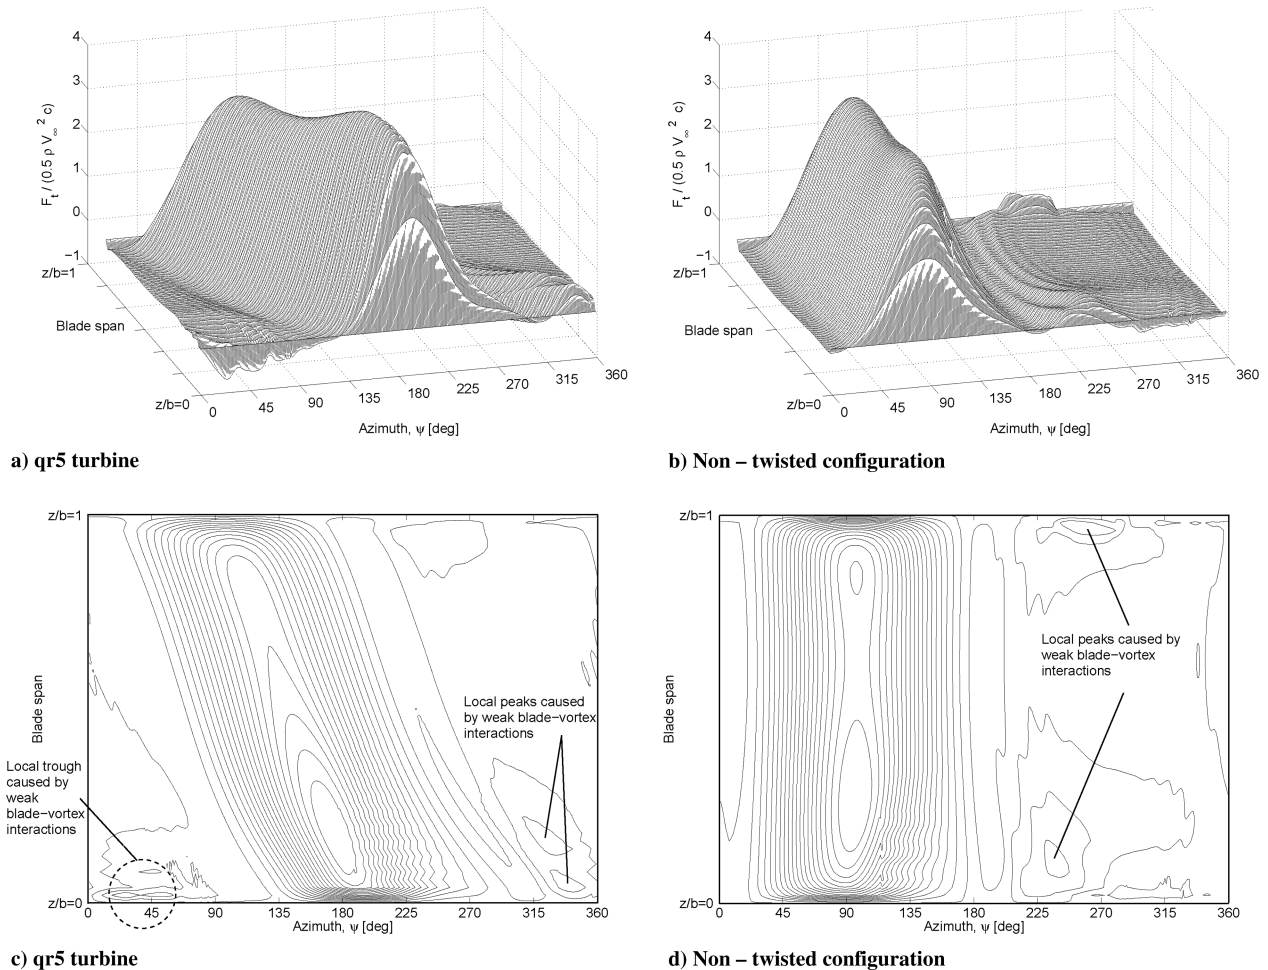 4
3
2
1
0
−1
F t / (0.5 ρ V ∞ 2 c)
z/b=1
Blade span
z/b=0
0
45
90
135
180
225
270
315
360
Azimuth, ψ [deg]
a) qr5 turbine
4
3
2
1
0
−1
F t / (0.5 ρ V ∞ 2 c)
z/b=1
Blade span
z/b=0
0
45
90
135
180
225
270
315
360
Azimuth, ψ [deg]
b) Non – twisted configuration
z/b=1
Blade span
z/b=0
Local trough
caused by
weak
blade−vortex
interactions
Local peaks caused
by weak blade−vortex
interactions
0 45 90 135 180 225 270 315 360
Azimuth, ψ [deg]
c) qr5 turbine
z/b=1
Blade span
z/b=0
Local peaks caused by
weak blade−vortex
interactions
0 45 90 135 180 225 270 315 360
Azimuth, ψ [deg]
d) Non – twisted configuration